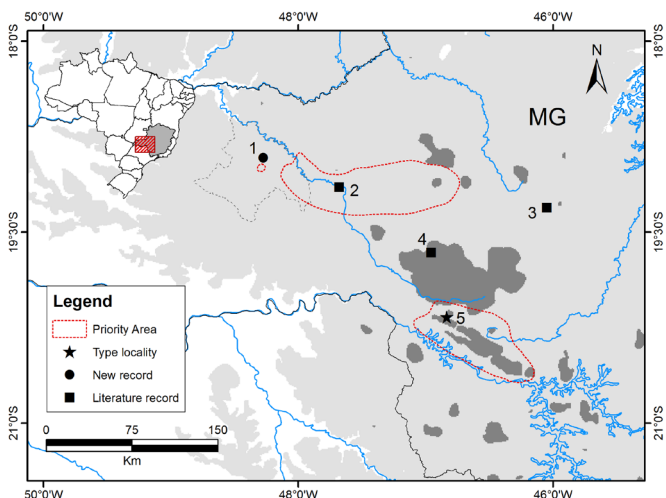 50°0'W 48°0'W 46°0'W
18°0'S
18°0'S
N
MG
1
2
3
4
5
19°30'S
19°30'S
Legend
Priority Area
Type locality
New record
Literature record
21°0'S
21°0'S
0 75 150
Km
50°0'W 48°0'W 46°0'W